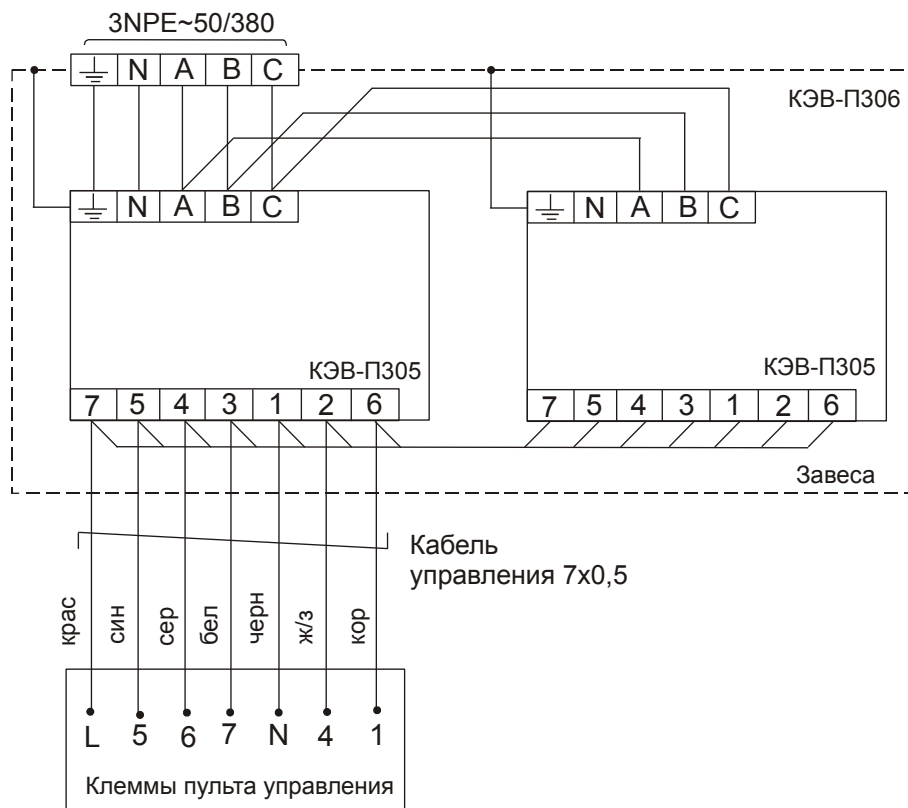 3NPE~50/380
N A B C
КЭВ-П306
N A B C
N A B C
КЭВ-П305
КЭВ-П305
7 5 4 3 1 2 6
7 5 4 3 1 2 6
Завеса
Кабель
управления 7x0,5
крас
син
сер
бел
черн
ж/з
кор
L 5 6 7 N 4 1
Клеммы пульта управления